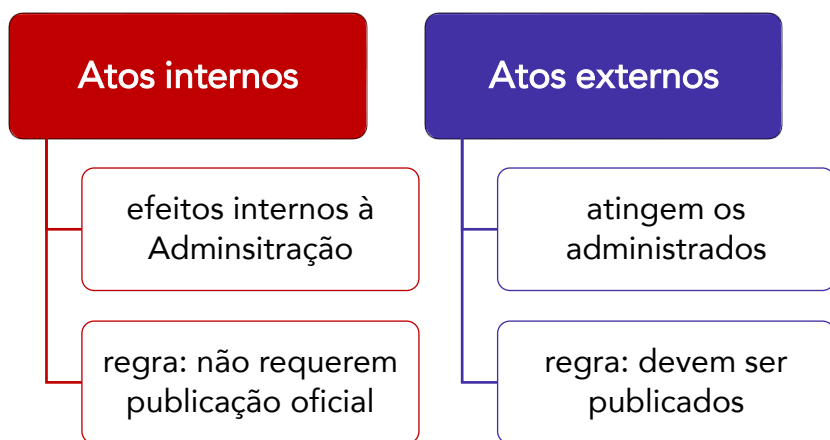 Atos internos
efeitos internos à
Adminsitração
regra: não requerem
publicação oficial
Atos externos
atingem os
administrados
regra: devem ser
publicados